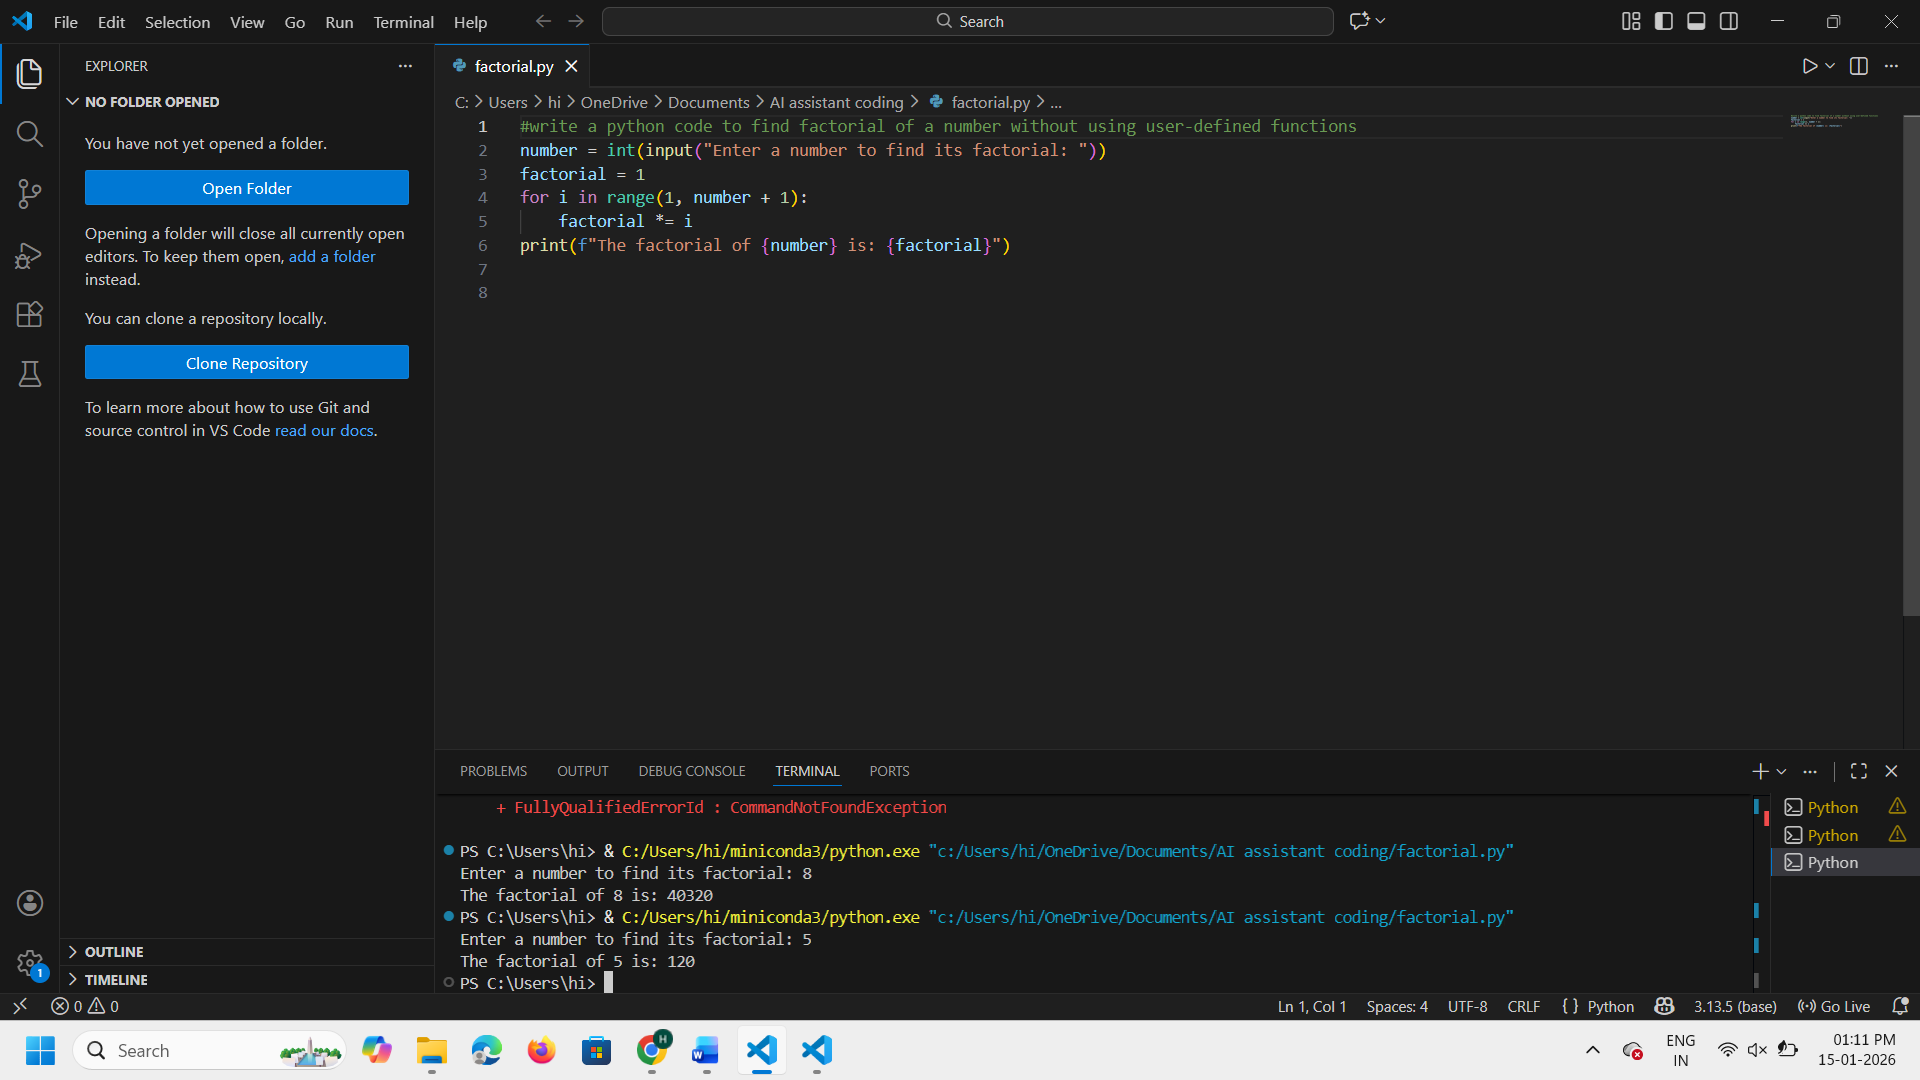 File Edit Selection View Go Run Terminal Help
Search
EXPLORER
NO FOLDER OPENED
You have not yet opened a folder.
Open Folder
Opening a folder will close all currently open
editors. To keep them open, add a folder
instead.
You can clone a repository locally.
Clone Repository
To learn more about how to use Git and
source control in VS Code read our docs.
OUTLINE
TIMELINE
factorial.py
C: > Users > hi > OneDrive > Documents > AI assistant coding > factorial.py > ...
1 #write a python code to find factorial of a number without using user-defined functions
2 number = int(input("Enter a number to find its factorial: "))
3 factorial = 1
4 for i in range(1, number + 1):
5 factorial *= i
6 print(f"The factorial of {number} is: {factorial}")
7
8
PROBLEMS OUTPUT DEBUG CONSOLE TERMINAL PORTS
+ FullyQualifiedErrorId : CommandNotFoundException
PS C:\Users\hi> & C:/Users/hi/miniconda3/python.exe "c:/Users/hi/OneDrive/Documents/AI assistant coding/factorial.py"
Enter a number to find its factorial: 8
The factorial of 8 is: 40320
PS C:\Users\hi> & C:/Users/hi/miniconda3/python.exe "c:/Users/hi/OneDrive/Documents/AI assistant coding/factorial.py"
Enter a number to find its factorial: 5
The factorial of 5 is: 120
PS C:\Users\hi>
Python
Python
Python
1
0 0
Ln 1, Col 1 Spaces: 4 UTF-8 CRLF { } Python 3.13.5 (base) Go Live
Search
H
W
ENG
IN
01:11 PM
15-01-2026